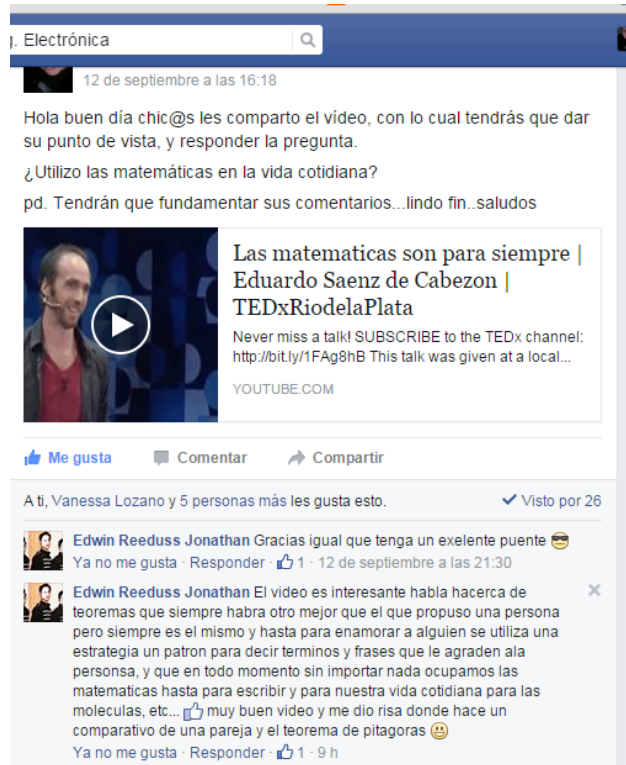 g. Electrónica
12 de septiembre a las 16:18
Hola buen día chic@s les comparto el vídeo, con lo cual tendrás que dar
su punto de vista, y responder la pregunta.
¿Utilizo las matemáticas en la vida cotidiana?
pd. Tendrán que fundamentar sus comentarios...lindo fin..saludos
Las matematicas son para siempre |
Eduardo Saenz de Cabezon |
TEDxRiodelaPlata
Never miss a talk! SUBSCRIBE to the TEDx channel:
http://bit.ly/1FAg8hB This talk was given at a local...
YOUTUBE.COM
Me gusta Comentar Compartir
A ti, Vanessa Lozano y 5 personas más les gusta esto. Visto por 26
Edwin Reeduss Jonathan Gracias igual que tenga un exelente puente 😎
Ya no me gusta · Responder · 1 · 12 de septiembre a las 21:30
Edwin Reeduss Jonathan El video es interesante habla hacerca de
teoremas que siempre habra otro mejor que el que propuso una persona
pero siempre es el mismo y hasta para enamorar a alguien se utiliza una
estrategia un patron para decir terminos y frases que le agraden ala
personsa, y que en todo momento sin importar nada ocupamos las
matematicas hasta para escribir y para nuestra vida cotidiana para las
moleculas, etc... 👍 muy buen video y me dio risa donde hace un
comparativo de una pareja y el teorema de pitagoras 😃
Ya no me gusta · Responder · 1 · 9 h